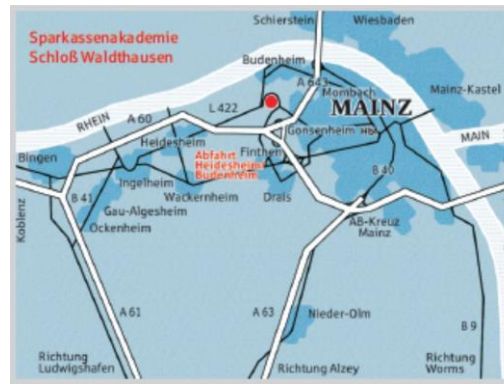 Sparkassenakademie
Schloß Waldthausen
Schierstein
Wiesbaden
Budenheim
A 643
Mombach
Mainz-Kastel
MAINZ
L 422
A 60
RHEIN
Gonsenheim
Hbf
MAIN
Heidesheim
Finthen
Bingen
Abfahrt
Heidesheim/
Budenheim
B 40
Ingelheim
Wackernheim
Drais
B 41
Gau-Algesheim
Ockenheim
Koblenz
AB-Kreuz
Mainz
A 61
A 63
Nieder-Olm
B 9
Richtung
Ludwigshafen
Richtung Alzey
Richtung
Worms